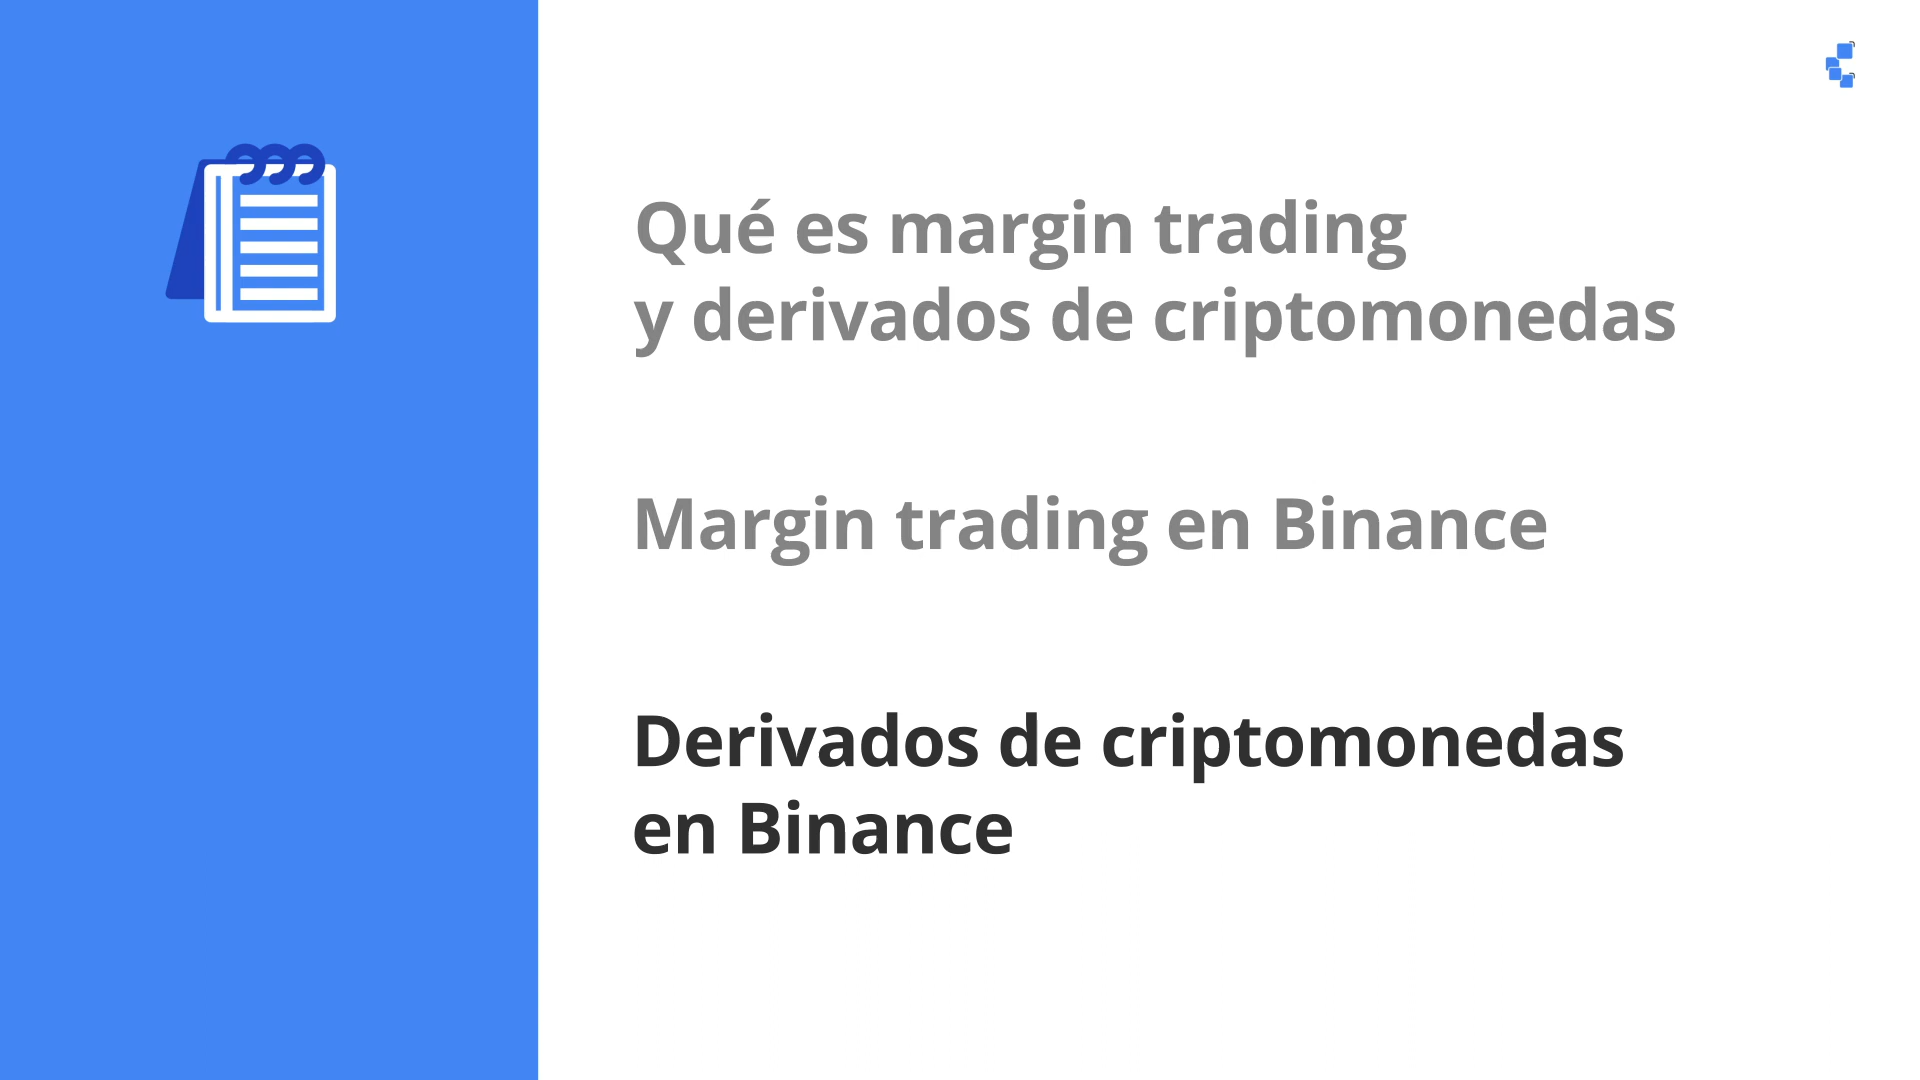 Qué es margin trading
y derivados de criptomonedas
Margin trading en Binance
Derivados de criptomonedas
en Binance